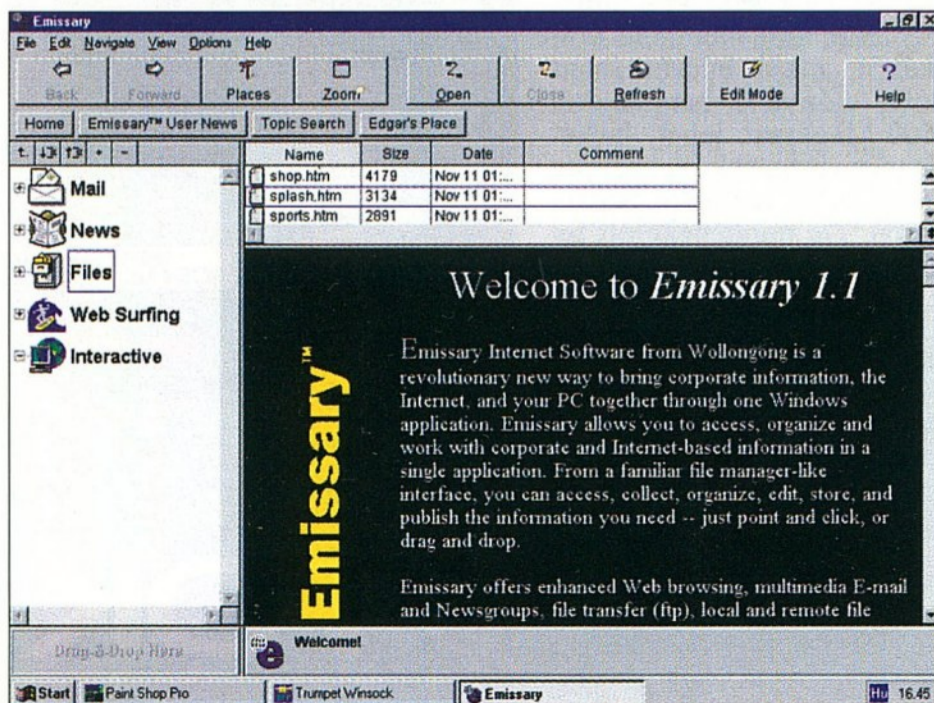 Emissary
File Edit Navigate View Options Help
Back Forward Places Zoom Open Close Refresh Edit Mode Help
Home Emissary™ User News Topic Search Edgar's Place
Name Size Date Comment
shop.htm 4179 Nov 11 01:...
splash.htm 3134 Nov 11 01:...
sports.htm 2891 Nov 11 01:...
Mail
News
Files
Web Surfing
Interactive
Emissary™
Welcome to Emissary 1.1
Emissary Internet Software from Wollongong is a
revolutionary new way to bring corporate information, the
Internet, and your PC together through one Windows
application. Emissary allows you to access, organize and
work with corporate and Internet-based information in a
single application. From a familiar file manager-like
interface, you can access, collect, organize, edit, store, and
publish the information you need -- just point and click, or
drag and drop.
Emissary offers enhanced Web browsing, multimedia E-mail
and Newsgroups, file transfer (ftp), local and remote file
Drag-&-Drop Here
Welcome!
Start Paint Shop Pro Trumpet Winsock Emissary Hu 16.45